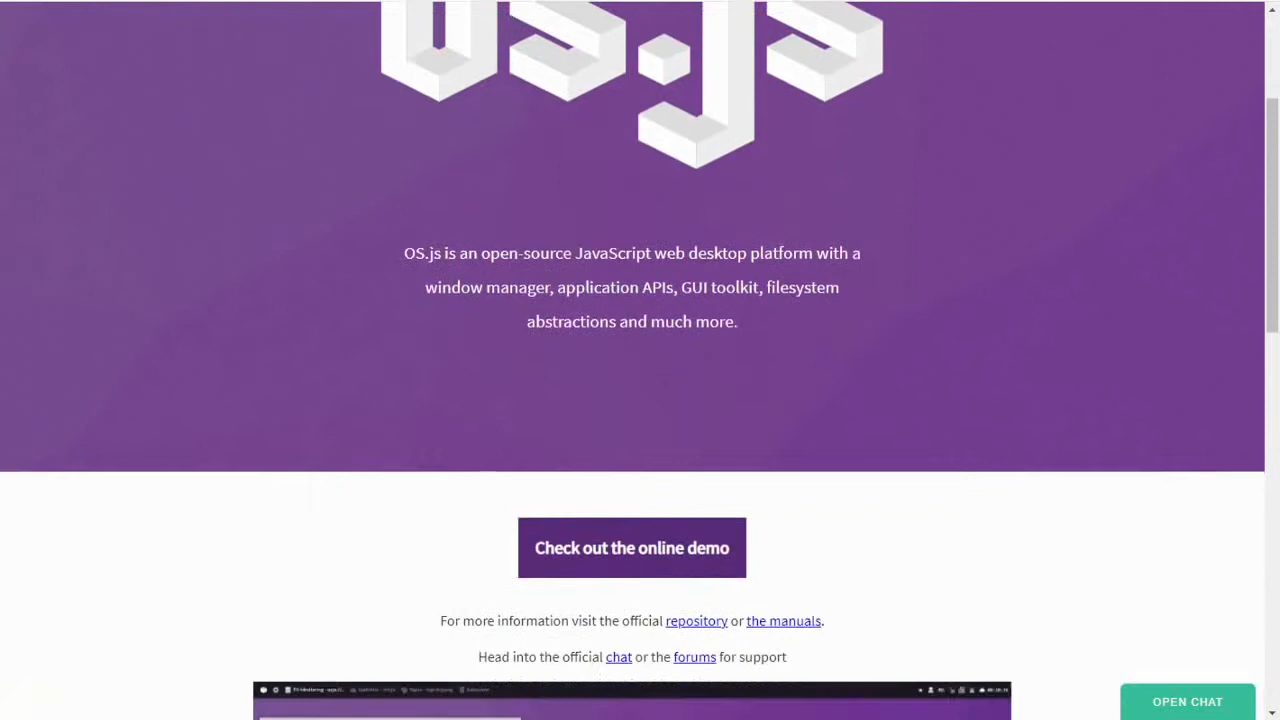 OS.js
OS.js is an open-source JavaScript web desktop platform with a
window manager, application APIs, GUI toolkit, filesystem
abstractions and much more.
Check out the online demo
For more information visit the official repository or the manuals.
Head into the official chat or the forums for support
OPEN CHAT